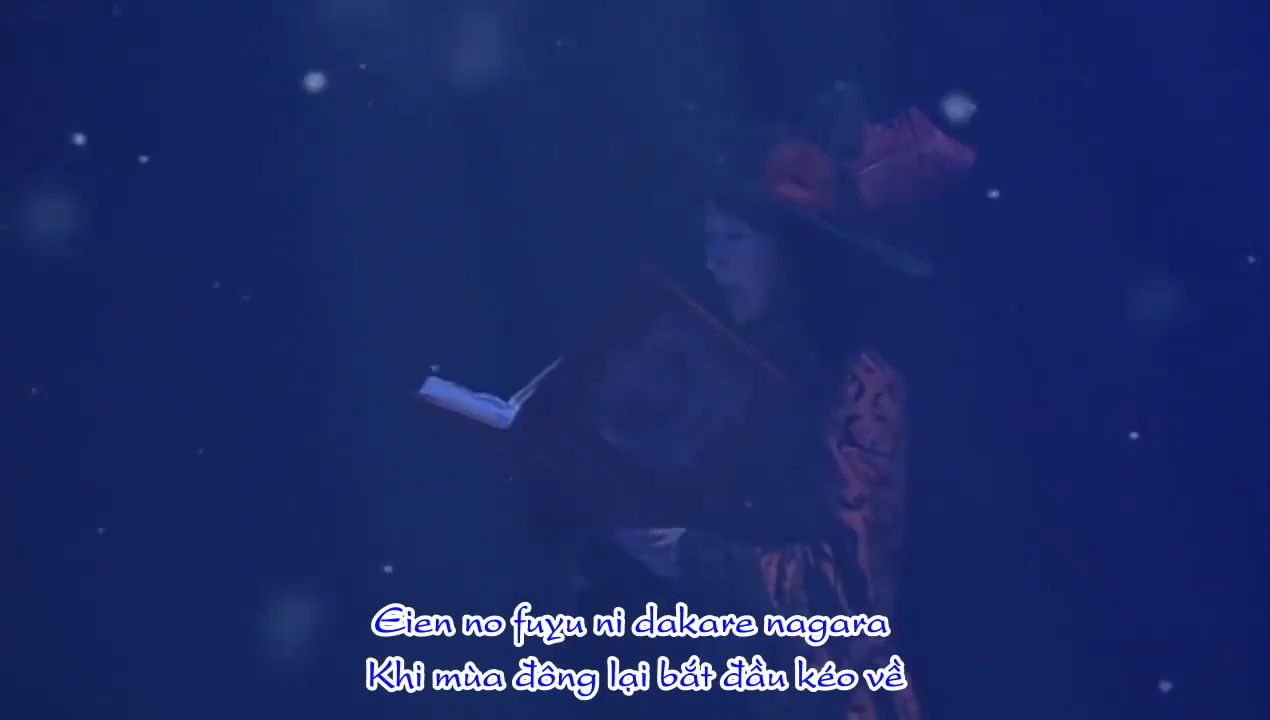 Eien no fuyu ni dakare nagara
Khi mùa đông lại bắt đầu kéo về